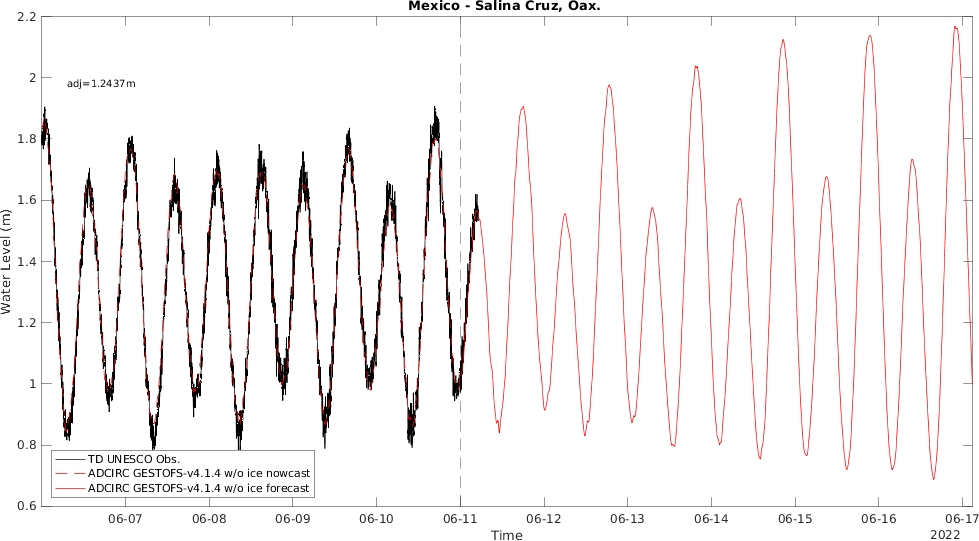 Mexico - Salina Cruz, Oax.
2.2
2
1.8
1.6
1.4
1.2
1
0.8
0.6
Water Level (m)
adj=1.2437m
TD UNESCO Obs.
ADCIRC GESTOFS-v4.1.4 w/o ice nowcast
ADCIRC GESTOFS-v4.1.4 w/o ice forecast
06-07 06-08 06-09 06-10 06-11 06-12 06-13 06-14 06-15 06-16 06-17
Time
2022